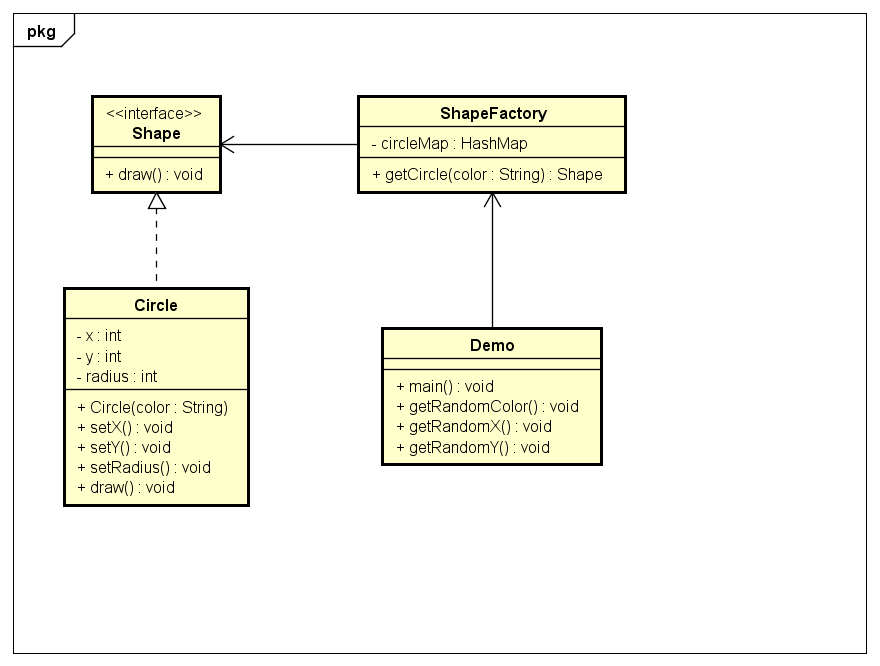 pkg
<<interface>>
Shape
+ draw() : void
ShapeFactory
- circleMap : HashMap
+ getCircle(color : String) : Shape
Circle
- x : int
- y : int
- radius : int
+ Circle(color : String)
+ setX() : void
+ setY() : void
+ setRadius() : void
+ draw() : void
Demo
+ main() : void
+ getRandomColor() : void
+ getRandomX() : void
+ getRandomY() : void